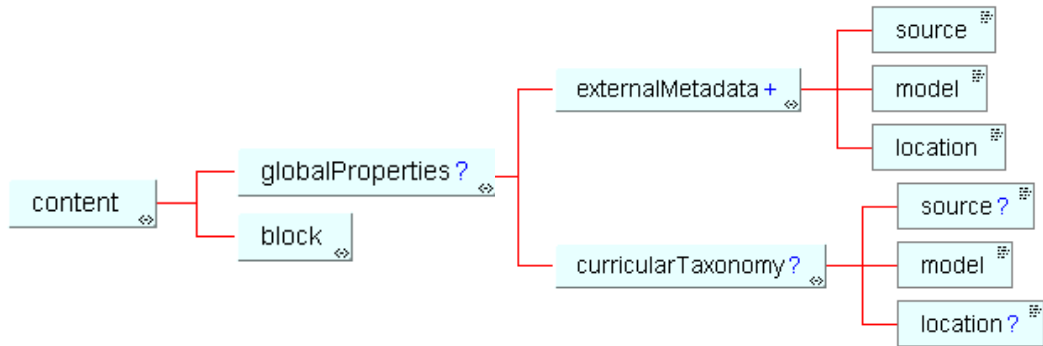 content
globalProperties?
block
externalMetadata+
source
model
location
curricularTaxonomy?
source?
model
location?